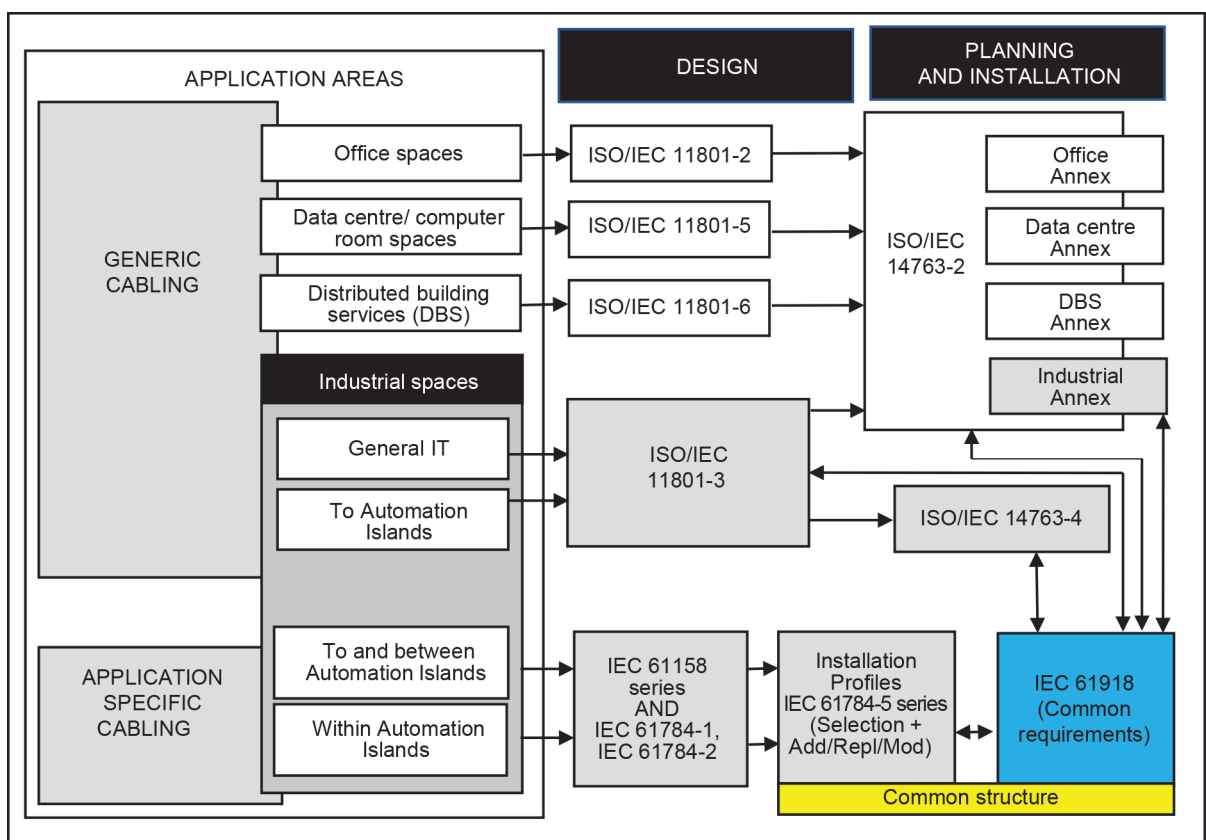 APPLICATION AREAS
DESIGN
PLANNING
AND INSTALLATION
GENERIC
CABLING
Office spaces
ISO/IEC 11801-2
Data centre/ computer
room spaces
ISO/IEC 11801-5
Distributed building
services (DBS)
ISO/IEC 11801-6
ISO/IEC
14763-2
Office
Annex
Data centre
Annex
DBS
Annex
Industrial
Annex
Industrial spaces
General IT
To Automation
Islands
ISO/IEC
11801-3
ISO/IEC 14763-4
APPLICATION
SPECIFIC
CABLING
To and between
Automation Islands
Within Automation
Islands
IEC 61158
series
AND
IEC 61784-1,
IEC 61784-2
Installation
Profiles
IEC 61784-5 series
(Selection +
Add/Repl/Mod)
IEC 61918
(Common
requirements)
Common structure